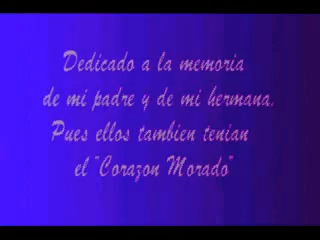 Dedicado a la memoria
de mi padre y de mi hermana.
Pues ellos tambien tenian
el "Corazon Morado"